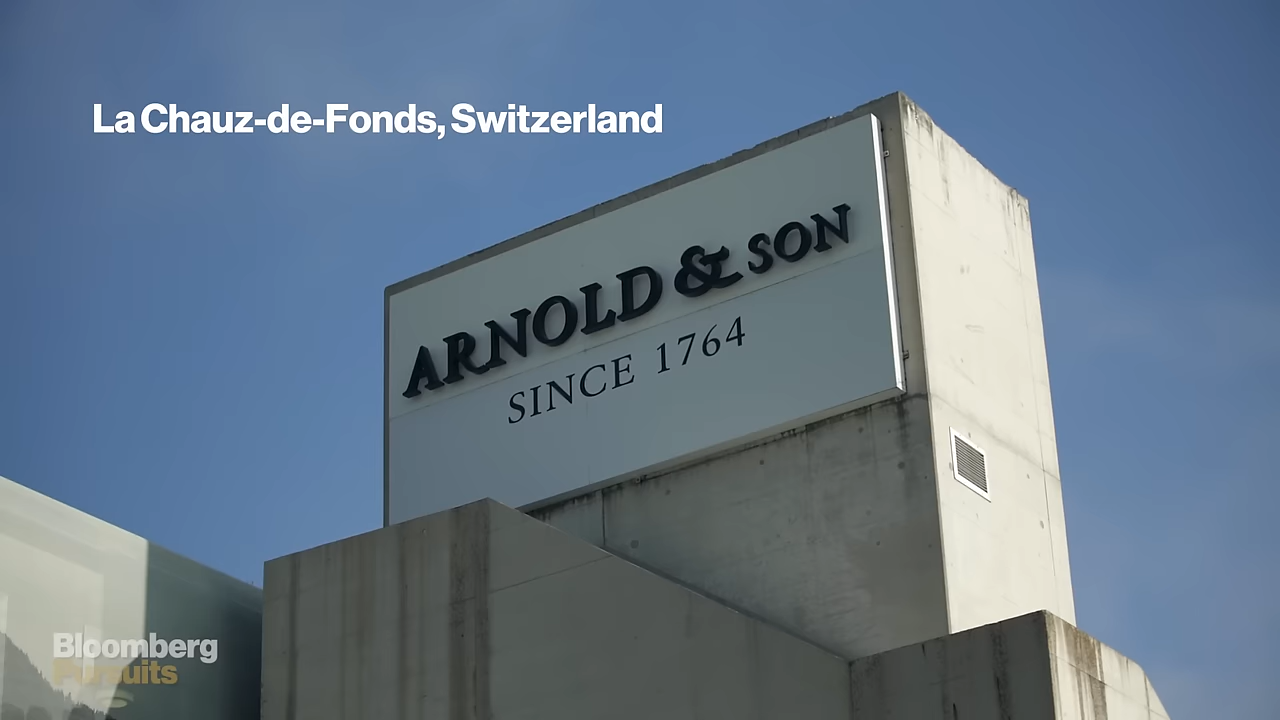 La Chauz-de-Fonds, Switzerland
ARNOLD & SON
SINCE 1764
Bloomberg
Pursuits